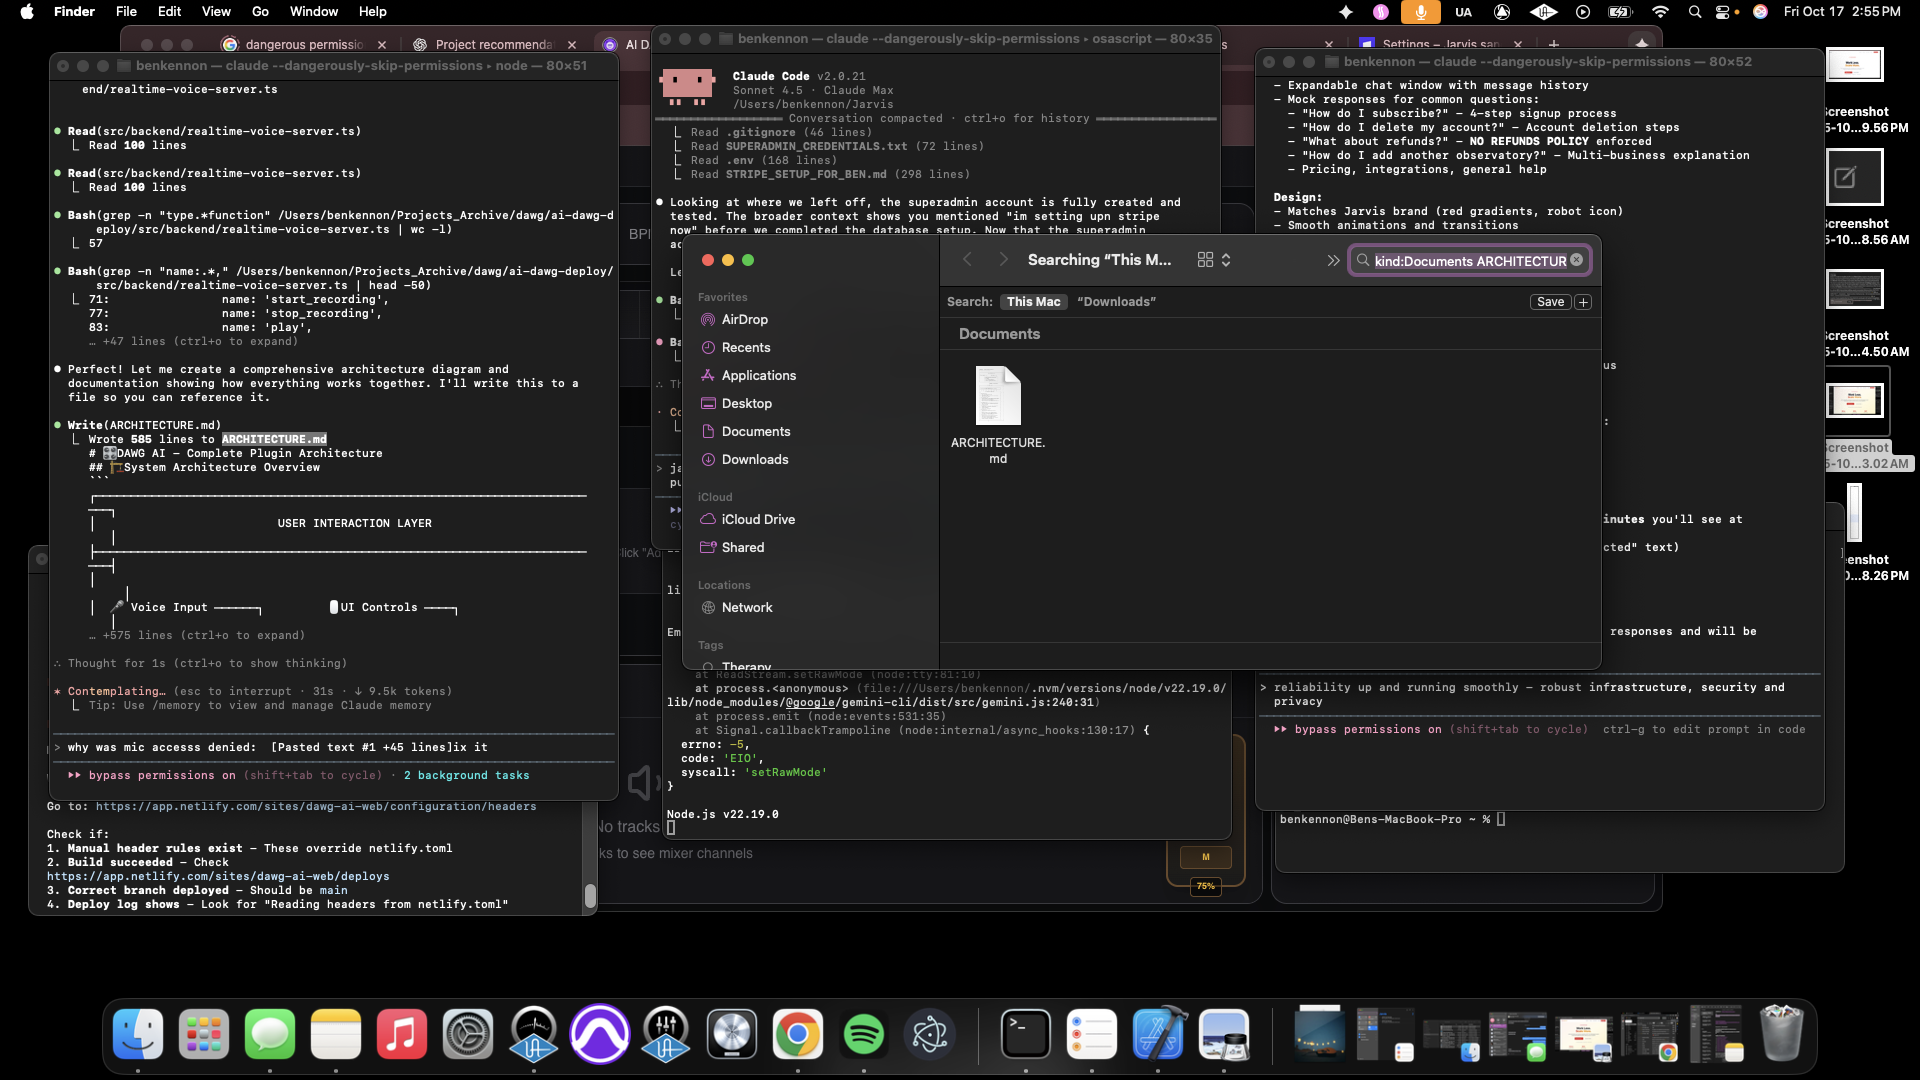 Finder File Edit View Go Window Help
UA
Fri Oct 17 2:55 PM
dangerous permissio
Project recommenda
AI D
Settings – Jarvis sa
benkennon — claude --dangerously-skip-permissions ▸ node — 80×51
end/realtime-voice-server.ts
Read(src/backend/realtime-voice-server.ts)
Read 100 lines
Read(src/backend/realtime-voice-server.ts)
Read 100 lines
Bash(grep -n "type.*function" /Users/benkennon/Projects_Archive/dawg/ai-dawg-d
eploy/src/backend/realtime-voice-server.ts | wc -l)
57
Bash(grep -n "name:.*," /Users/benkennon/Projects_Archive/dawg/ai-dawg-deploy/
src/backend/realtime-voice-server.ts | head -50)
71: name: 'start_recording',
77: name: 'stop_recording',
83: name: 'play',
… +47 lines (ctrl+o to expand)
Perfect! Let me create a comprehensive architecture diagram and
documentation showing how everything works together. I'll write this to a
file so you can reference it.
Write(ARCHITECTURE.md)
Wrote 585 lines to ARCHITECTURE.md
# 🎛DAWG AI – Complete Plugin Architecture
## 🏗System Architecture Overview
```
USER INTERACTION LAYER
🎤 Voice Input UI Controls
… +575 lines (ctrl+o to expand)
∴ Thought for 1s (ctrl+o to show thinking)
* Contemplating… (esc to interrupt · 31s · ↓ 9.5k tokens)
Tip: Use /memory to view and manage Claude memory
> why was mic accesss denied: [Pasted text #1 +45 lines]ix it
bypass permissions on (shift+tab to cycle) · 2 background tasks
Go to: https://app.netlify.com/sites/dawg-ai-web/configuration/headers
Check if:
1. Manual header rules exist – These override netlify.toml
2. Build succeeded – Check
https://app.netlify.com/sites/dawg-ai-web/deploys
3. Correct branch deployed – Should be main
4. Deploy log shows – Look for "Reading headers from netlify.toml"
benkennon — claude --dangerously-skip-permissions ▸ osascript — 80×35
Claude Code v2.0.21
Sonnet 4.5 · Claude Max
/Users/benkennon/Jarvis
Conversation compacted · ctrl+o for history
Read .gitignore (46 lines)
Read SUPERADMIN_CREDENTIALS.txt (72 lines)
Read .env (168 lines)
Read STRIPE_SETUP_FOR_BEN.md (298 lines)
Looking at where we left off, the superadmin account is fully created and
tested. The broader context shows you mentioned "im setting upn stripe
now" before we completed the database setup. Now that the superadmin
BP
Le
Ba
Ba
Th
Co
> ja
pu
Click "Ad
li
Em
Searching “This M...
kind:Documents ARCHITECTUR
Search: This Mac “Downloads” Save
Documents
ARCHITECTURE.
md
Favorites
AirDrop
Recents
Applications
Desktop
Documents
Downloads
iCloud
iCloud Drive
Shared
Locations
Network
Tags
Therapy
at ReadStream.setRawMode (node:tty:81:10)
at process.<anonymous> (file:///Users/benkennon/.nvm/versions/node/v22.19.0/
lib/node_modules/@google/gemini-cli/dist/src/gemini.js:240:31)
at process.emit (node:events:531:35)
at Signal.callbackTrampoline (node:internal/async_hooks:130:17) {
errno: -5,
code: 'EIO',
syscall: 'setRawMode'
}
Node.js v22.19.0
No tracks
ks to see mixer channels
M
75%
benkennon — claude --dangerously-skip-permissions — 80×52
– Expandable chat window with message history
– Mock responses for common questions:
– "How do I subscribe?" – 4-step signup process
– "How do I delete my account?" – Account deletion steps
– "What about refunds?" – NO REFUNDS POLICY enforced
– "How do I add another observatory?" – Multi-business explanation
– Pricing, integrations, general help
Design:
– Matches Jarvis brand (red gradients, robot icon)
– Smooth animations and transitions
us
:
inutes you'll see at
cted" text)
responses and will be
> reliability up and running smoothly – robust infrastructure, security and
privacy
bypass permissions on (shift+tab to cycle) ctrl-g to edit prompt in code
benkennon@Bens-MacBook-Pro ~ %
Screenshot
5-10...9.56 PM
Screenshot
5-10...8.56 AM
Screenshot
5-10...4.50 AM
Screenshot
5-10...3.02 AM
enshot
0...8.26 PM